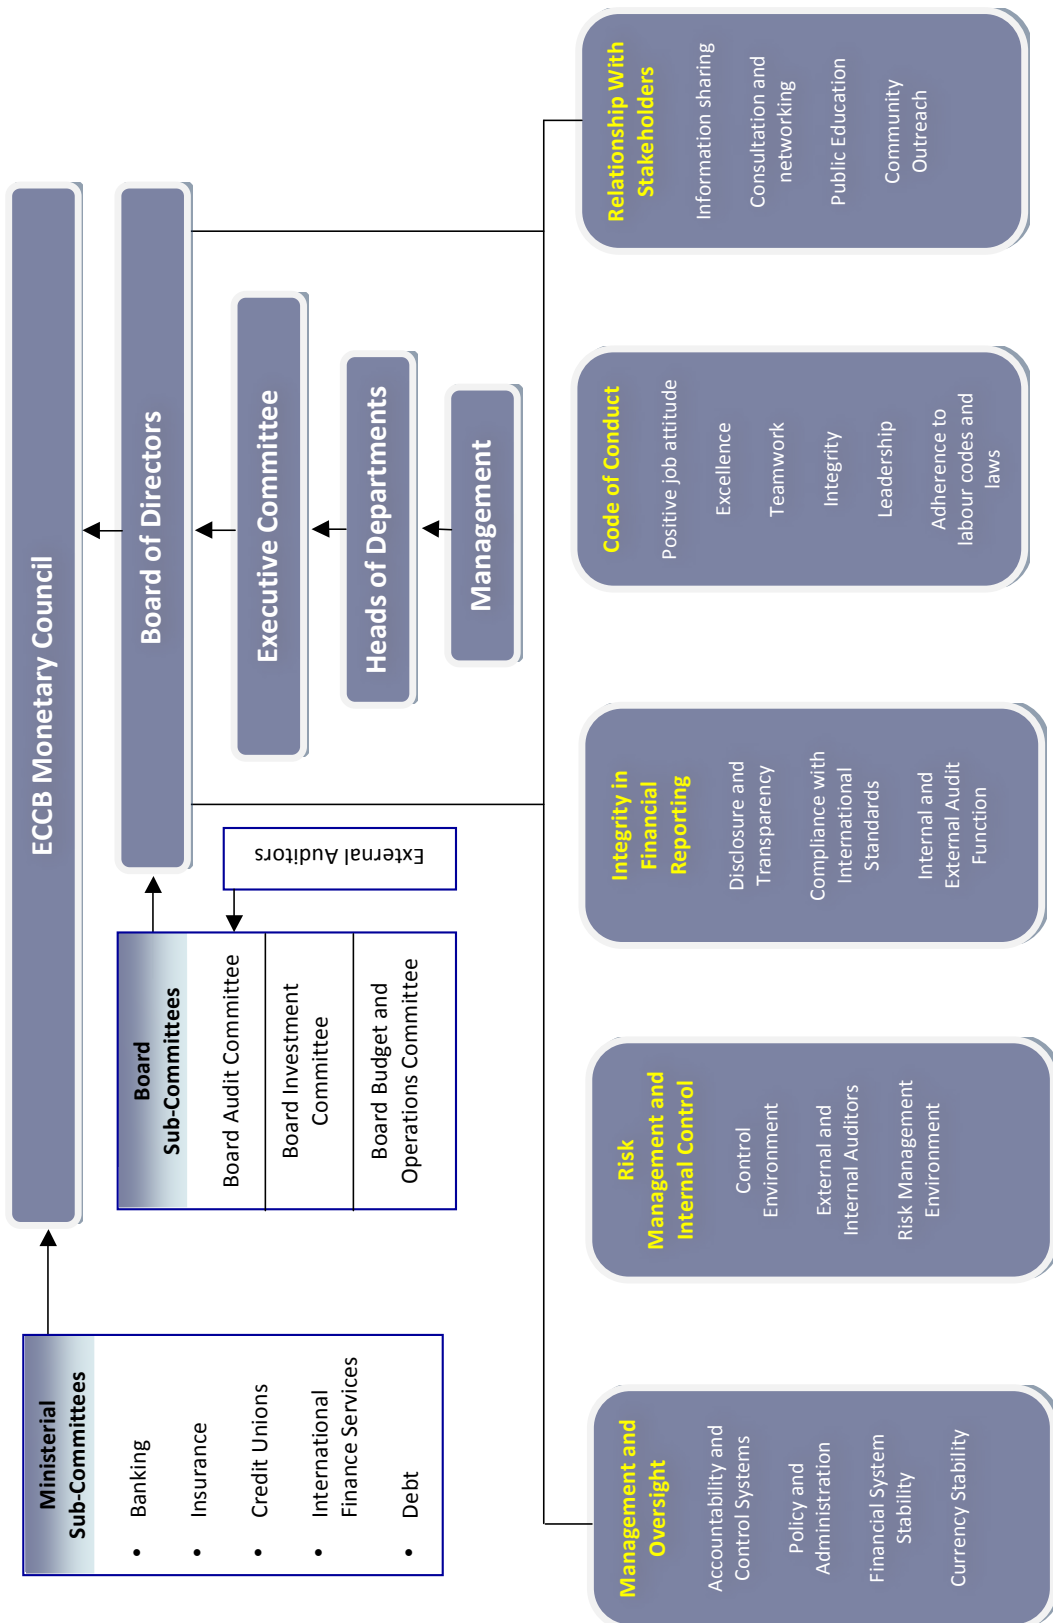 ECCB Monetary Council
Board of Directors
Executive Committee
Heads of Departments
Management
Ministerial
Sub-Committees
• Banking
• Insurance
• Credit Unions
• International
Finance Services
• Debt
Board
Sub-Committees
Board Audit Committee
Board Investment
Committee
Board Budget and
Operations Committee
External Auditors
Management and
Oversight
Accountability and
Control Systems
Policy and
Administration
Financial System
Stability
Currency Stability
Risk
Management and
Internal Control
Control
Environment
External and
Internal Auditors
Risk Management
Environment
Integrity in
Financial
Reporting
Disclosure and
Transparency
Compliance with
International
Standards
Internal and
External Audit
Function
Code of Conduct
Positive job attitude
Excellence
Teamwork
Integrity
Leadership
Adherence to
labour codes and
laws
Relationship With
Stakeholders
Information sharing
Consultation and
networking
Public Education
Community
Outreach